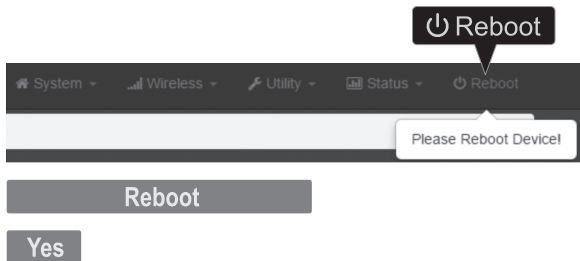 Reboot
System Wireless Utility Status Reboot
Please Reboot Device!
Reboot
Yes